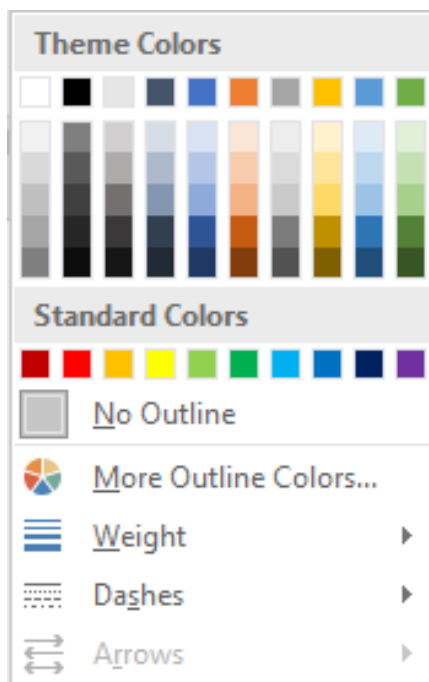 Theme Colors
Standard Colors
No Outline
More Outline Colors...
Weight
Dashes
Arrows